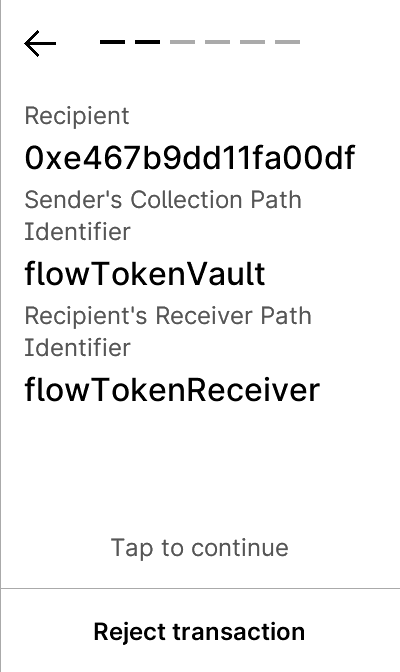 Recipient
0xe467b9dd11fa00df
Sender's Collection Path
Identifier
flowTokenVault
Recipient's Receiver Path
Identifier
flowTokenReceiver
Tap to continue
Reject transaction